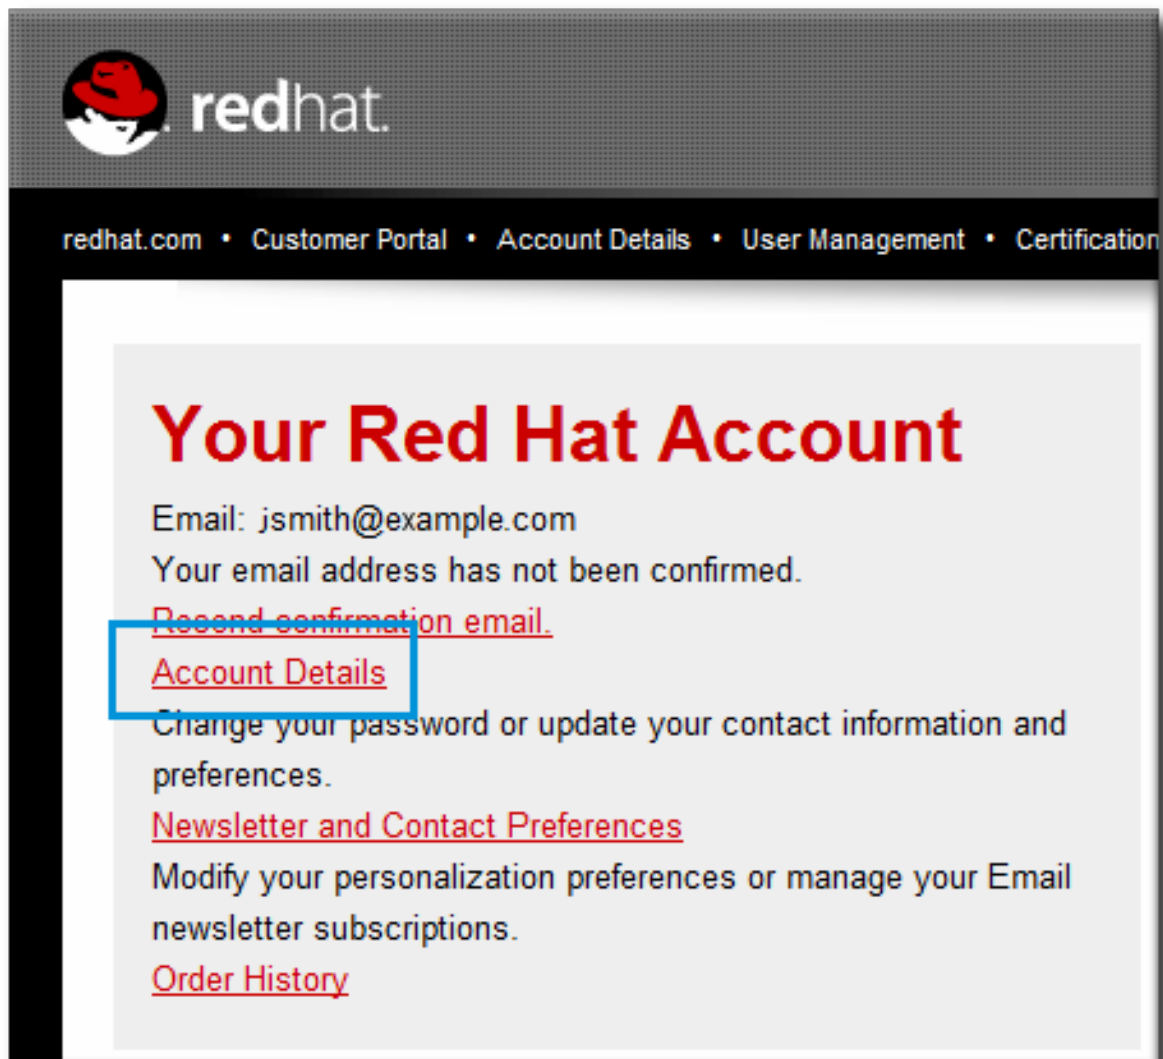 redhat.
redhat.com • Customer Portal • Account Details • User Management • Certification
Your Red Hat Account
Email: jsmith@example.com
Your email address has not been confirmed.
Resend confirmation email.
Account Details
Change your password or update your contact information and
preferences.
Newsletter and Contact Preferences
Modify your personalization preferences or manage your Email
newsletter subscriptions.
Order History